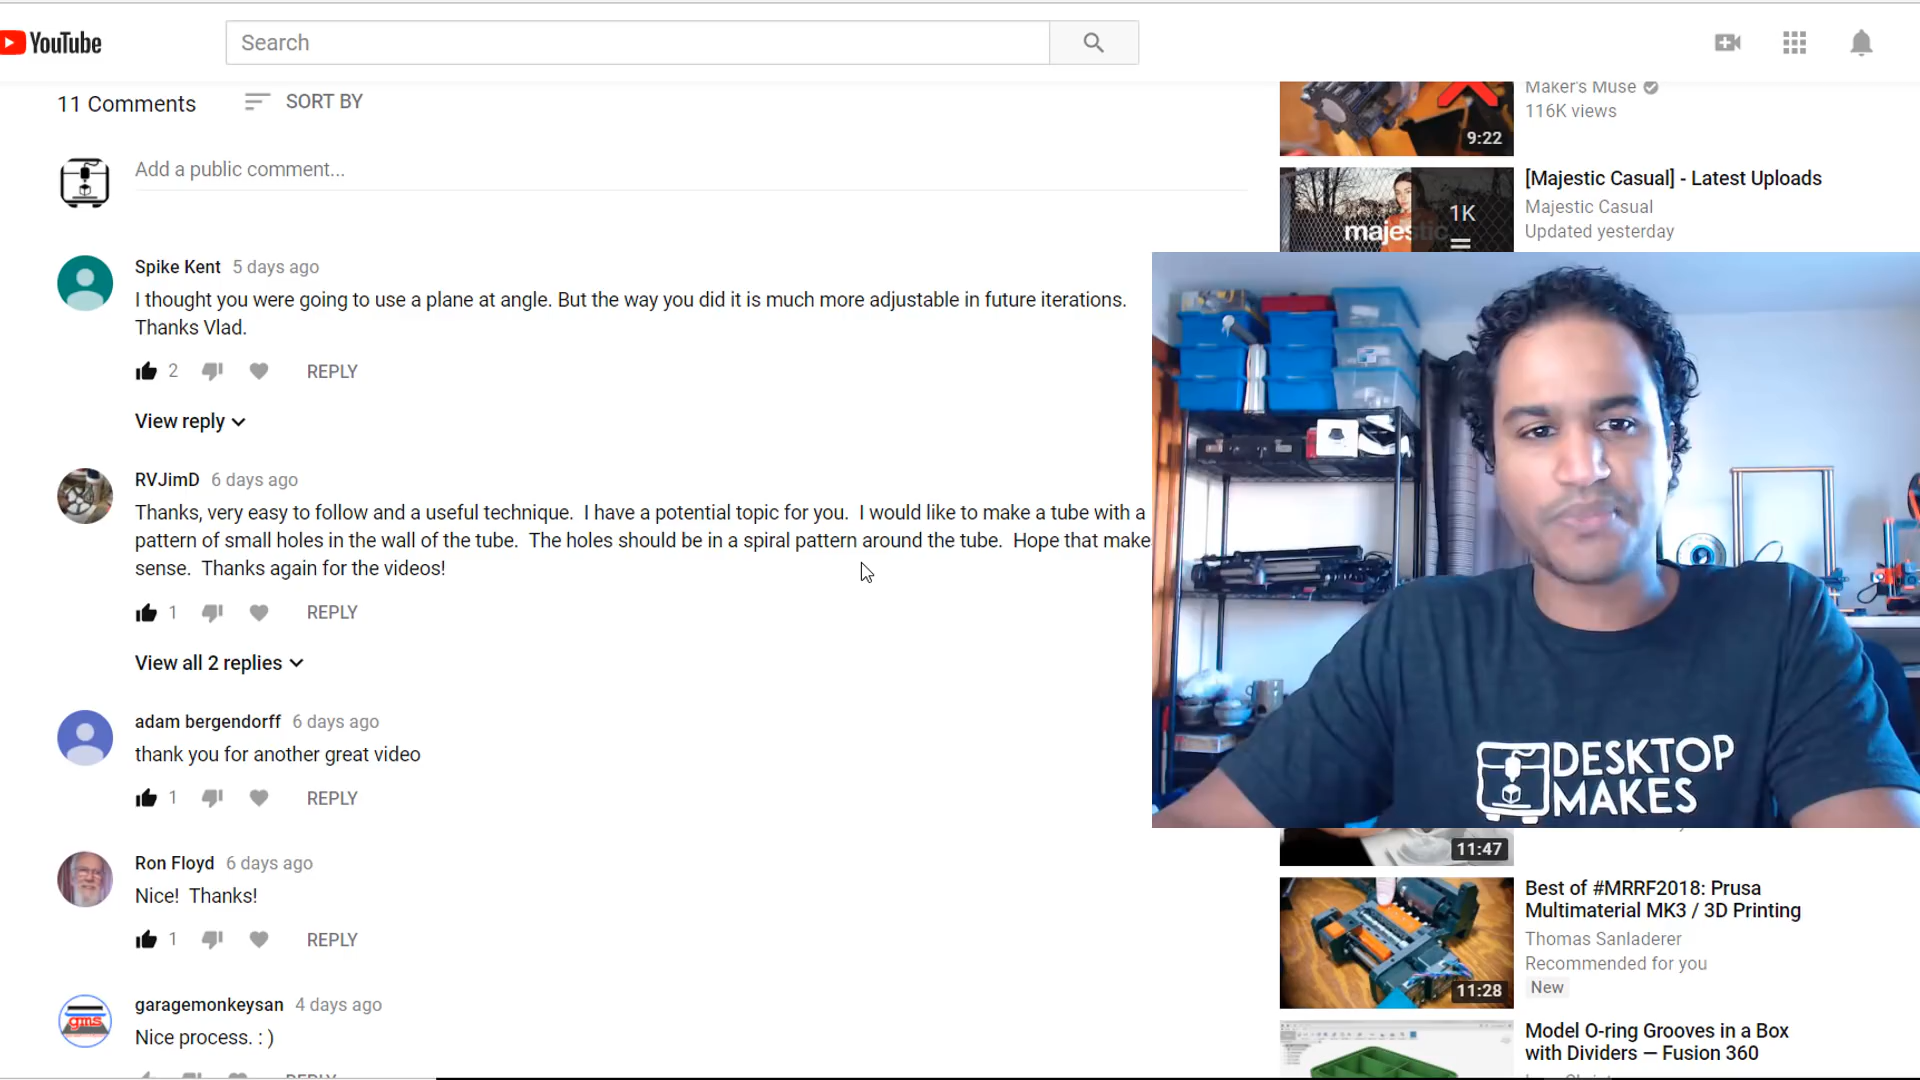 YouTube
Search
11 Comments
SORT BY
Add a public comment...
Spike Kent 5 days ago
I thought you were going to use a plane at angle. But the way you did it is much more adjustable in future iterations.
Thanks Vlad.
2
REPLY
View reply
RVJimD 6 days ago
Thanks, very easy to follow and a useful technique. I have a potential topic for you. I would like to make a tube with a
pattern of small holes in the wall of the tube. The holes should be in a spiral pattern around the tube. Hope that make
sense. Thanks again for the videos!
1
REPLY
View all 2 replies
adam bergendorff 6 days ago
thank you for another great video
1
REPLY
Ron Floyd 6 days ago
Nice! Thanks!
1
REPLY
gms
garagemonkeysan 4 days ago
Nice process. : )
REPLY
Maker's Muse
116K views
9:22
[Majestic Casual] - Latest Uploads
Majestic Casual
Updated yesterday
1K
majestic
DESKTOP
MAKES
11:47
Best of #MRRF2018: Prusa
Multimaterial MK3 / 3D Printing
Thomas Sanladerer
Recommended for you
New
11:28
Model O-ring Grooves in a Box
with Dividers — Fusion 360